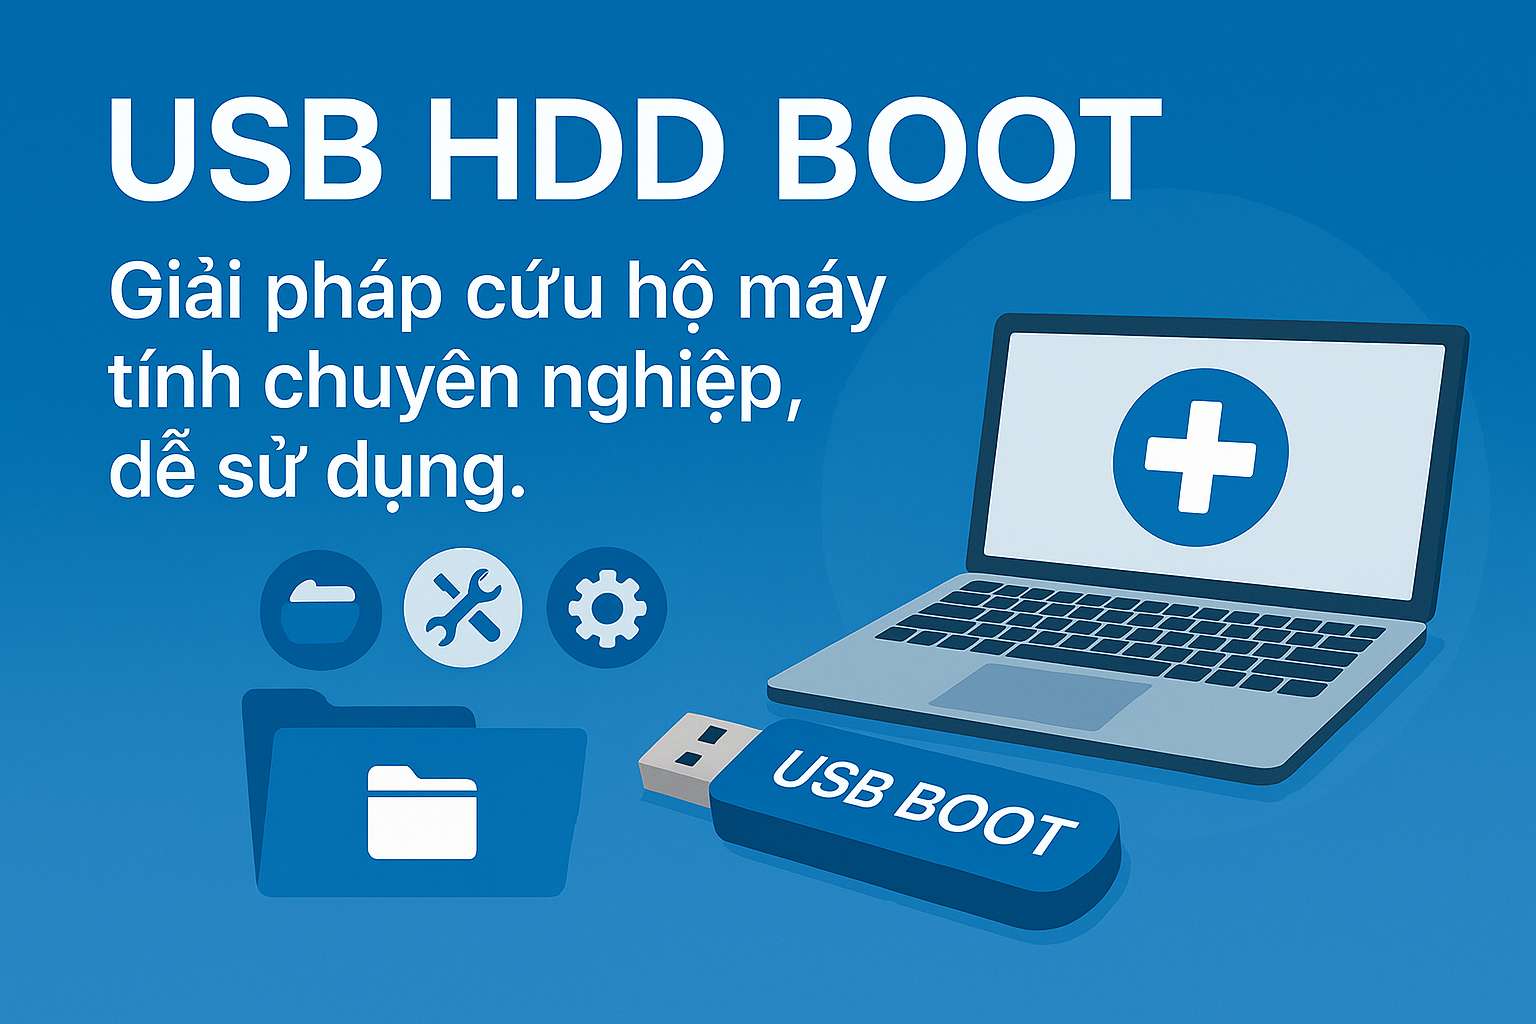 USB HDD BOOT
Giải pháp cứu hộ máy
tính chuyên nghiệp,
dễ sử dụng.
USB BOOT